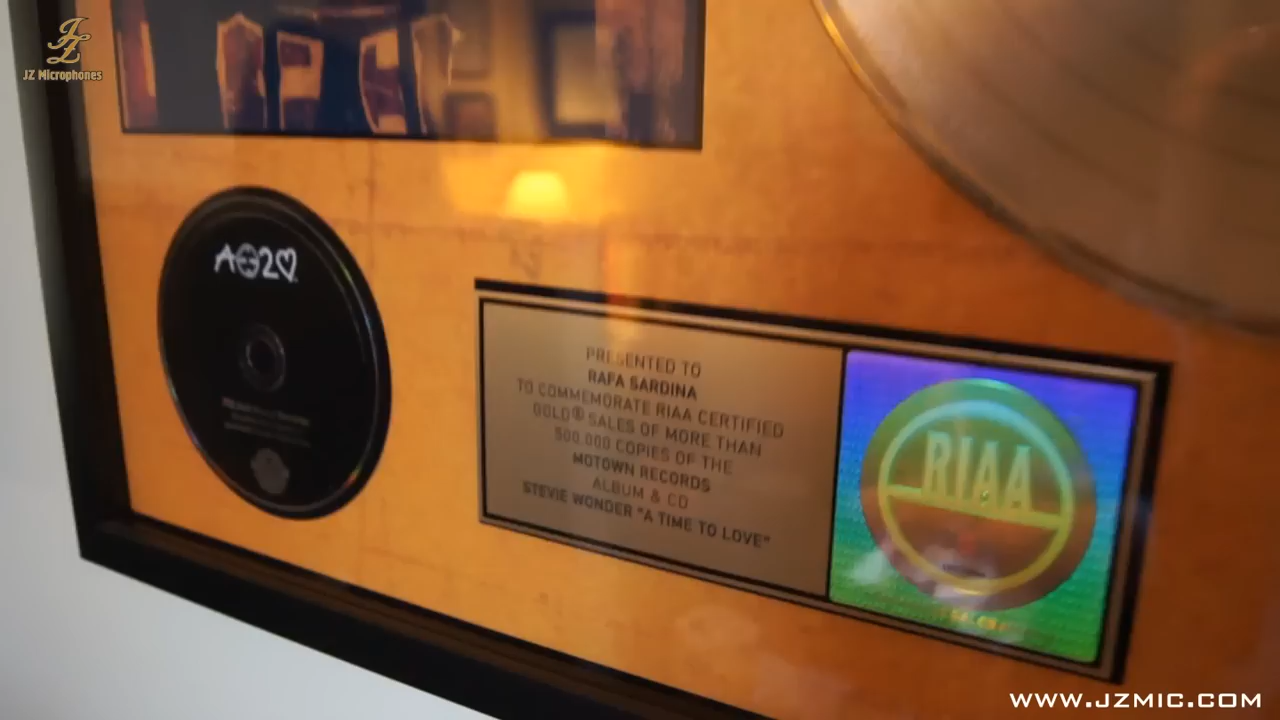 JZ Microphones
PRESENTED TO
RAFA SARDINA
TO COMMEMORATE RIAA CERTIFIED
GOLD® SALES OF MORE THAN
500,000 COPIES OF THE
MOTOWN RECORDS
ALBUM & CD
STEVIE WONDER "A TIME TO LOVE"
RIAA
WWW.JZMIC.COM